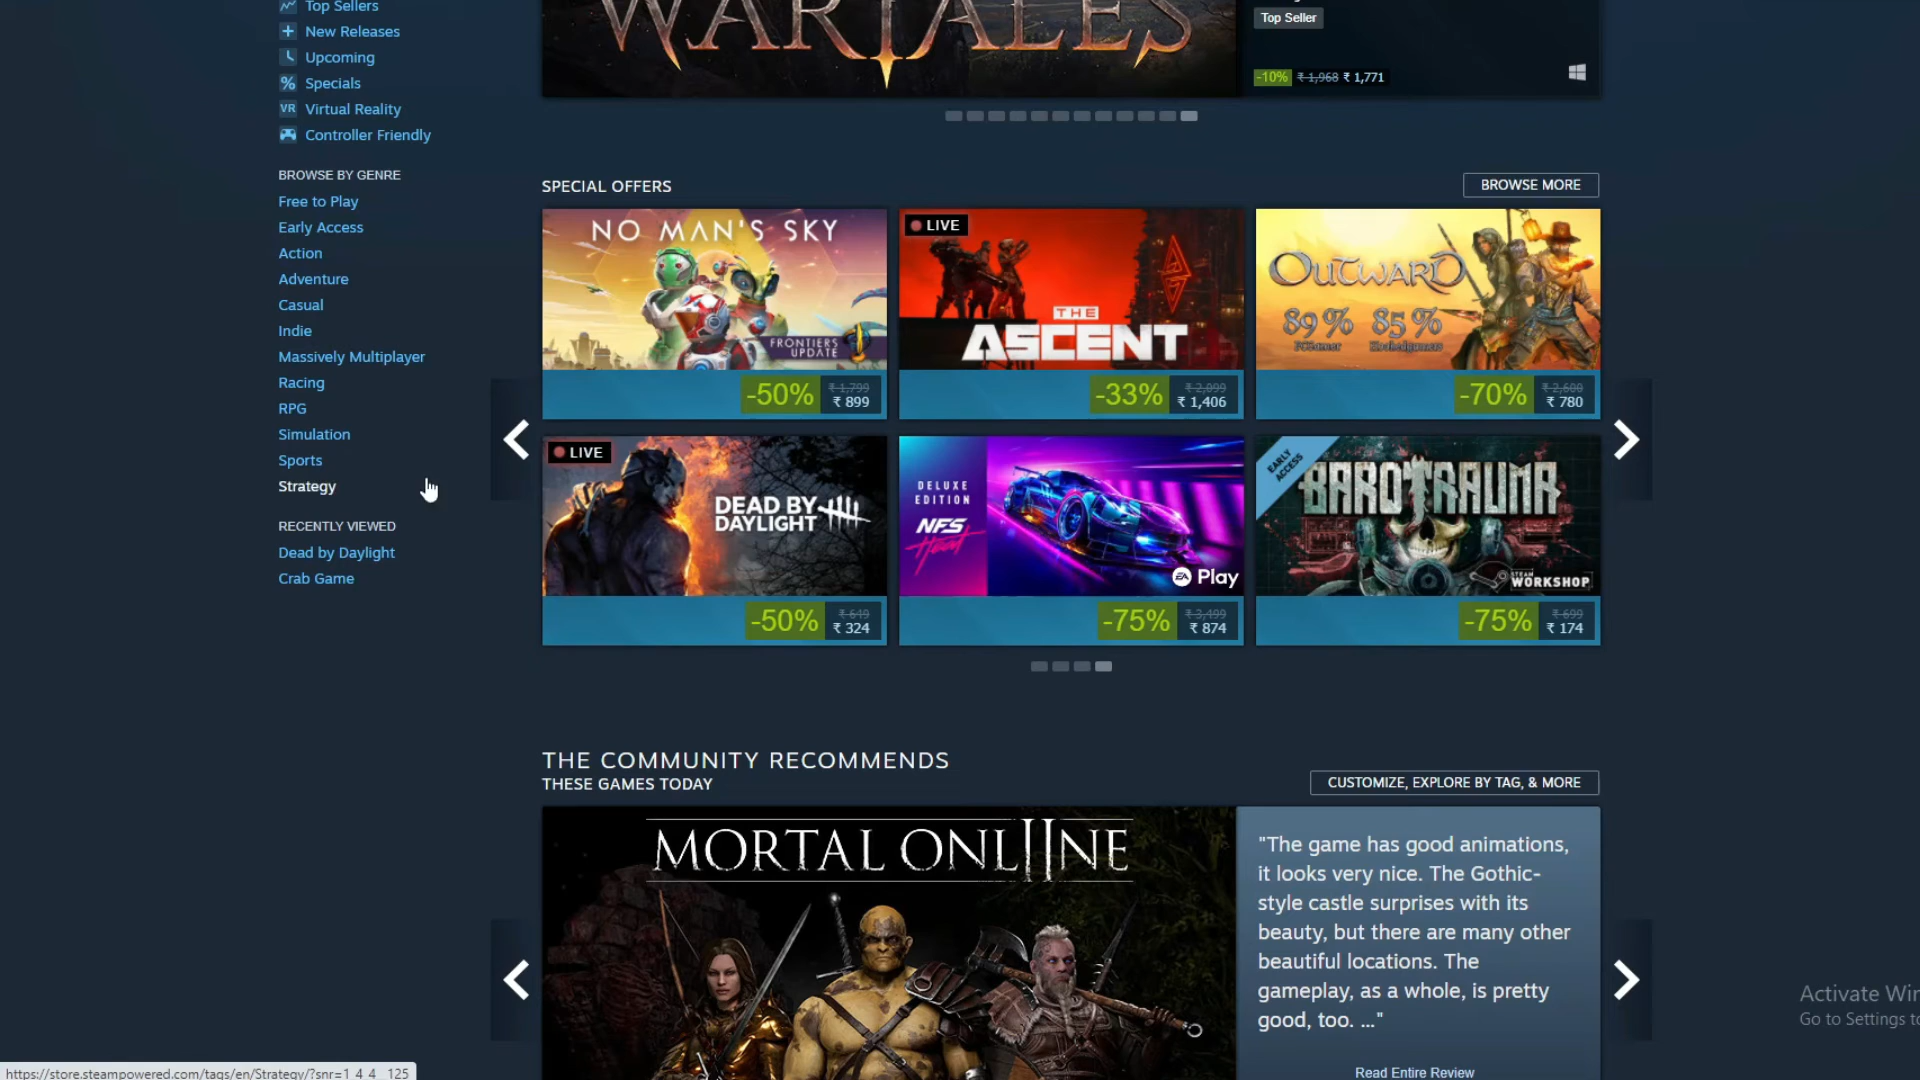 Top Sellers
New Releases
Upcoming
% Specials
VR Virtual Reality
Controller Friendly
BROWSE BY GENRE
Free to Play
Early Access
Action
Adventure
Casual
Indie
Massively Multiplayer
Racing
RPG
Simulation
Sports
Strategy
RECENTLY VIEWED
Dead by Daylight
Crab Game
WARTALES
Top Seller
-10% ₹ 1,968 ₹ 1,771
SPECIAL OFFERS
BROWSE MORE
NO MAN'S SKY
FRONTIERS
UPDATE
-50% ₹ 1,799
₹ 899
LIVE
THE
ASCENT
-33% ₹ 2,099
₹ 1,406
OUTWARD
89% 85%
PCGamer
-70% ₹ 2,600
₹ 780
LIVE
DEAD BY
DAYLIGHT
-50% ₹ 649
₹ 324
DELUXE
EDITION
NFS
Heat
EA Play
-75% ₹ 3,499
₹ 874
EARLY
ACCESS
BAROTRAUMA
STEAM
WORKSHOP
-75% ₹ 699
₹ 174
THE COMMUNITY RECOMMENDS
THESE GAMES TODAY
CUSTOMIZE, EXPLORE BY TAG, & MORE
MORTAL ONLIINE
"The game has good animations,
it looks very nice. The Gothic-
style castle surprises with its
beauty, but there are many other
beautiful locations. The
gameplay, as a whole, is pretty
good, too. ..."
Read Entire Review
Activate Win
Go to Settings to
https://store.steampowered.com/tags/en/Strategy/?snr=1_4_4__125